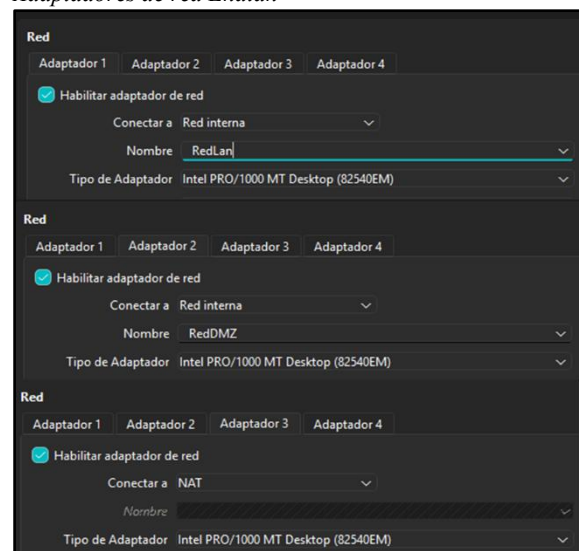 Adaptadores de red Endian
Red
Adaptador 1 Adaptador 2 Adaptador 3 Adaptador 4
Habilitar adaptador de red
Conectar a Red interna
Nombre RedLan
Tipo de Adaptador Intel PRO/1000 MT Desktop (82540EM)
Red
Adaptador 1 Adaptador 2 Adaptador 3 Adaptador 4
Habilitar adaptador de red
Conectar a Red interna
Nombre RedDMZ
Tipo de Adaptador Intel PRO/1000 MT Desktop (82540EM)
Red
Adaptador 1 Adaptador 2 Adaptador 3 Adaptador 4
Habilitar adaptador de red
Conectar a NAT
Nombre
Tipo de Adaptador Intel PRO/1000 MT Desktop (82540EM)